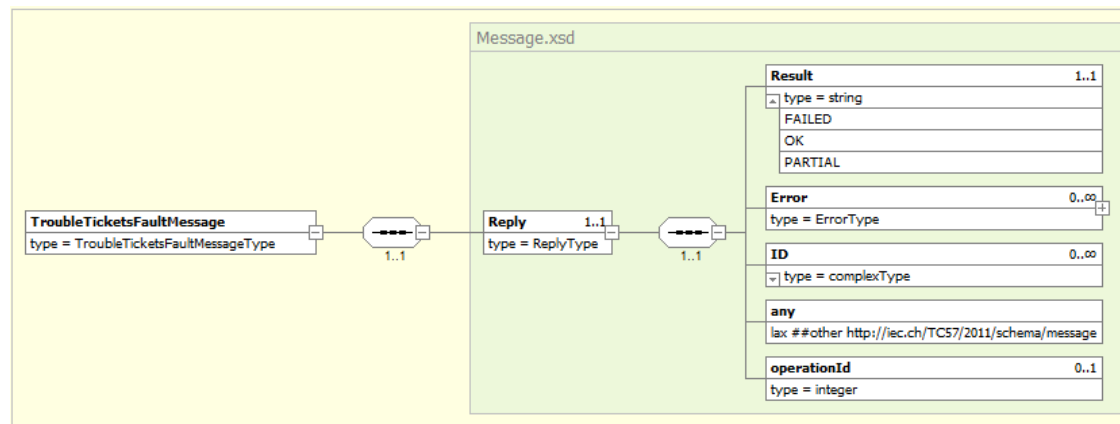 Message.xsd
Result 1..1
type = string
FAILED
OK
PARTIAL
Error 0..∞
type = ErrorType
TroubleTicketsFaultMessage
type = TroubleTicketsFaultMessageType
1..1
Reply 1..1
type = ReplyType
1..1
ID 0..∞
type = complexType
any
lax ##other http://iec.ch/TC57/2011/schema/message
operationId 0..1
type = integer